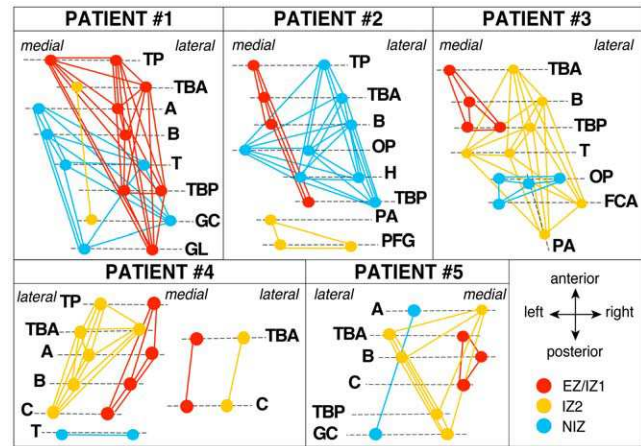 PATIENT #1
medial
lateral
TP
TBA
A
B
T
TBP
GC
GL
PATIENT #2
medial
lateral
TP
TBA
B
OP
H
TBP
PA
PFG
PATIENT #3
medial
lateral
TBA
B
TBP
T
OP
FCA
PA
PATIENT #4
lateral
medial
lateral
TP
TBA
A
B
C
T
TBA
C
PATIENT #5
lateral
medial
A
TBA
B
C
TBP
GC
anterior
left
right
posterior
EZ/IZ1
IZ2
NIZ